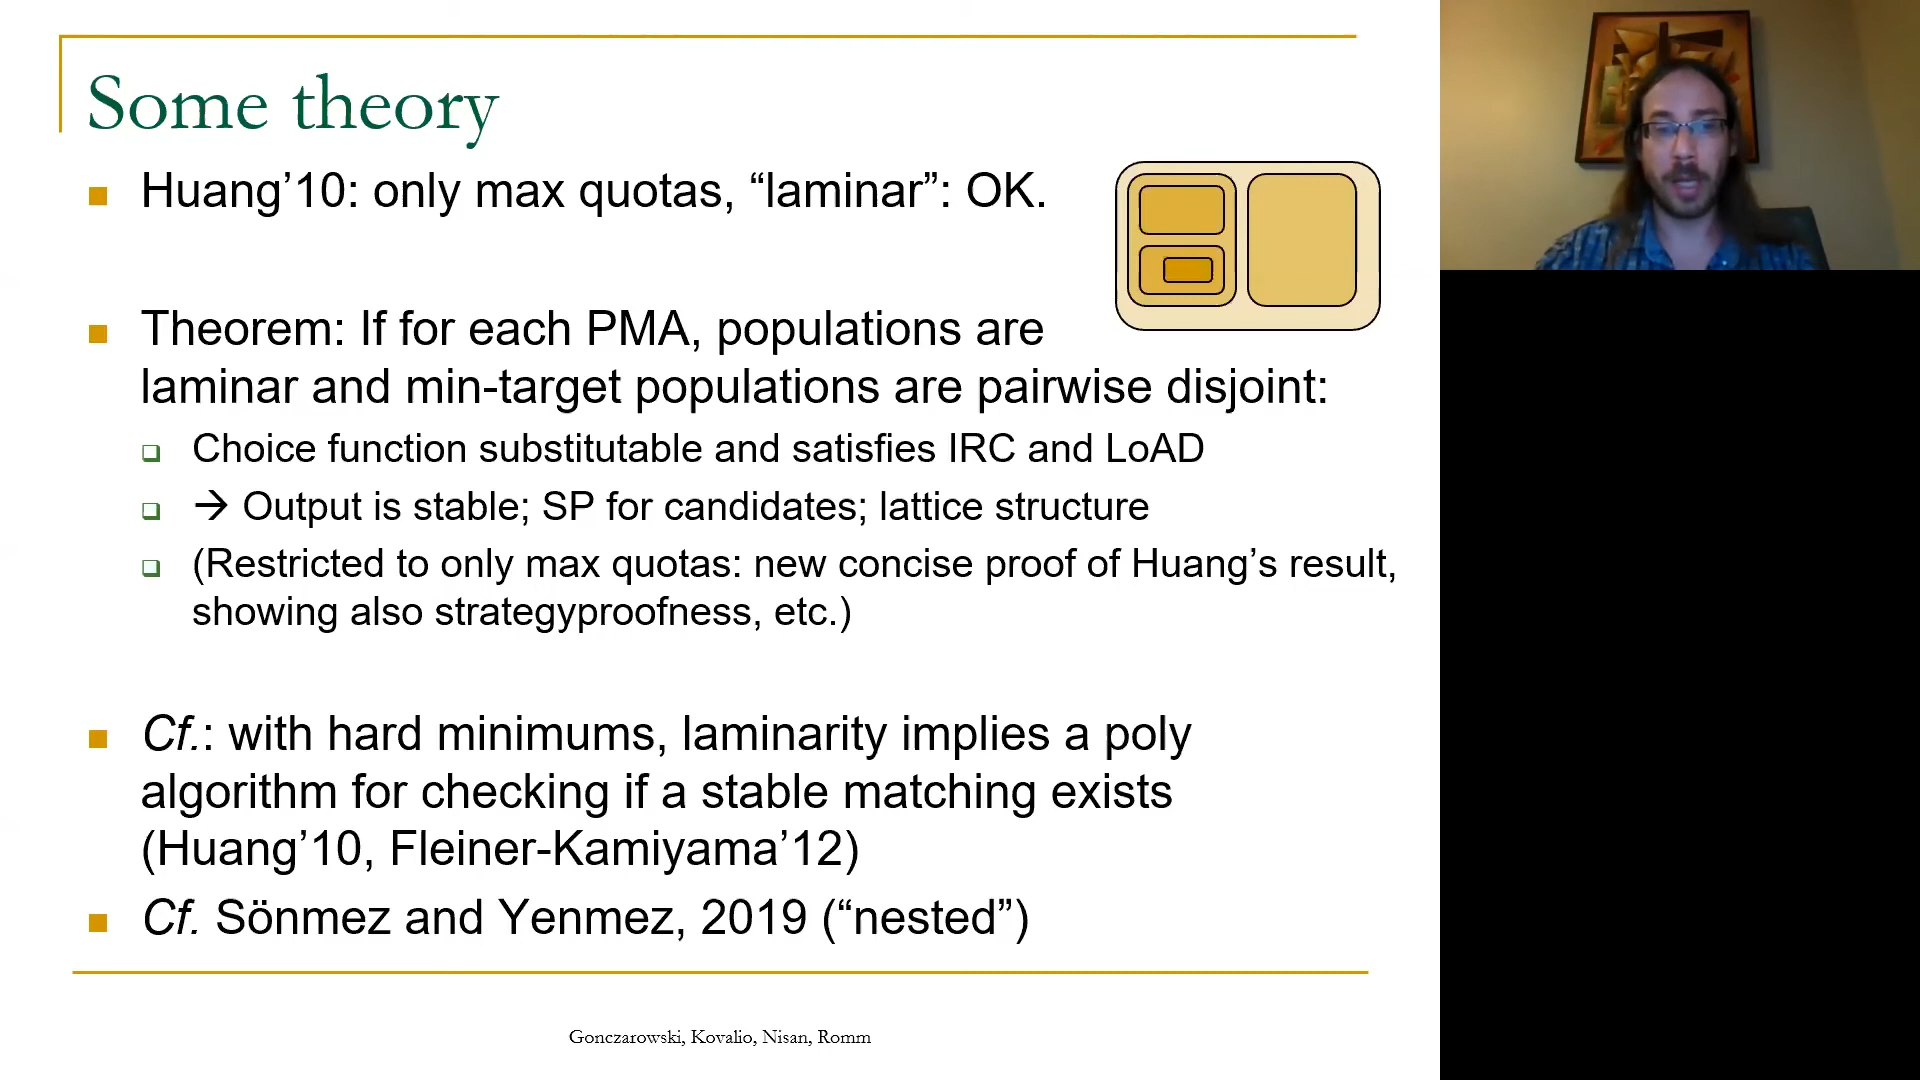 Some theory
Huang’10: only max quotas, “laminar”: OK.
Theorem: If for each PMA, populations are
laminar and min-target populations are pairwise disjoint:
Choice function substitutable and satisfies IRC and LoAD
→ Output is stable; SP for candidates; lattice structure
(Restricted to only max quotas: new concise proof of Huang’s result,
showing also strategyproofness, etc.)
Cf.: with hard minimums, laminarity implies a poly
algorithm for checking if a stable matching exists
(Huang’10, Fleiner-Kamiyama’12)
Cf. Sönmez and Yenmez, 2019 (“nested”)
Gonczarowski, Kovalio, Nisan, Romm